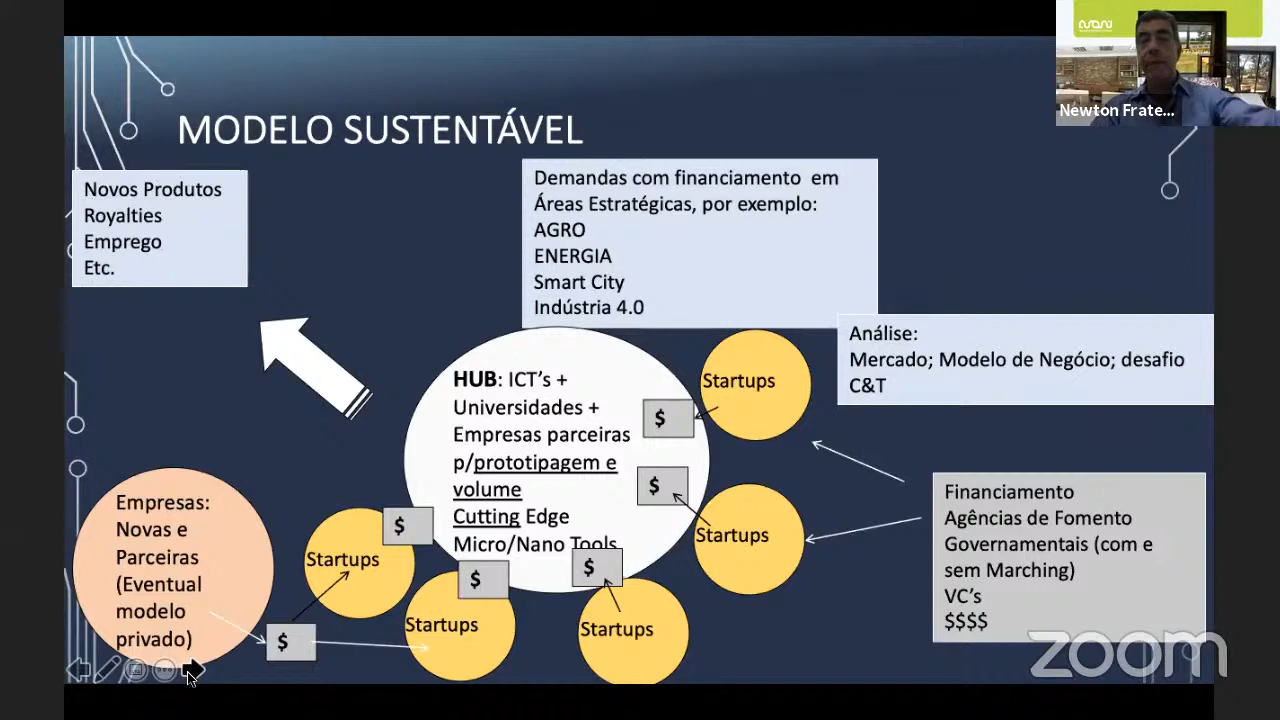 Newton Frate...
MODELO SUSTENTÁVEL
Novos Produtos
Royalties
Emprego
Etc.
Demandas com financiamento em
Áreas Estratégicas, por exemplo:
AGRO
ENERGIA
Smart City
Indústria 4.0
Análise:
Mercado; Modelo de Negócio; desafio
C&T
HUB: ICT's +
Universidades +
Empresas parceiras
p/prototipagem e
volume
Cutting Edge
Micro/Nano Tools
Startups
$
$
Startups
Empresas:
Novas e
Parceiras
(Eventual
modelo
privado)
$
Startups
$
Startups
$
$
Startups
Financiamento
Agências de Fomento
Governamentais (com e
sem Marching)
VC's
$$$$
zoom